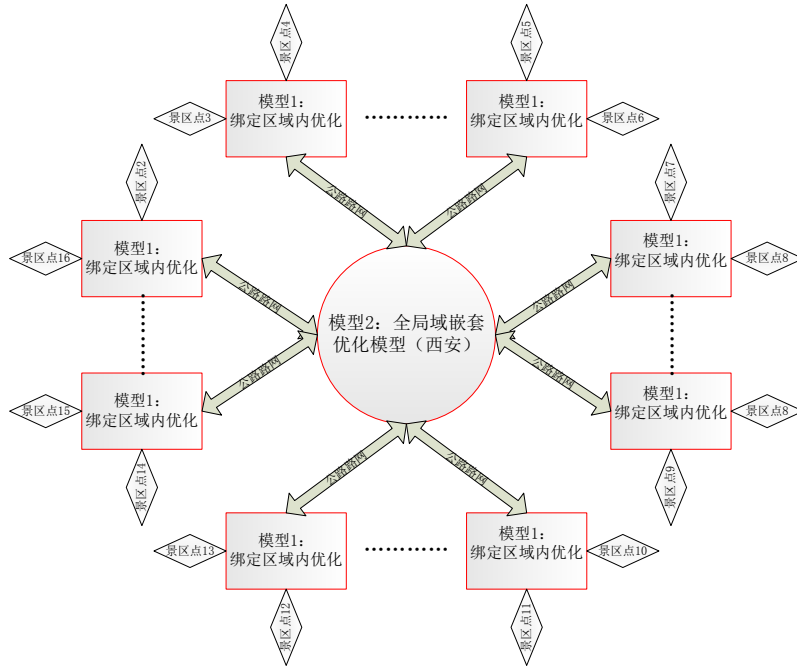 景区点4
景区点5
景区点3
模型1：
绑定区域内优化
…………
模型1：
绑定区域内优化
景区点6
公路路网
公路路网
景区点2
景区点7
景区点16
模型1：
绑定区域内优化
模型1：
绑定区域内优化
景区点8
公路路网
公路路网
模型2：全局域嵌套
优化模型（西安）
公路路网
公路路网
景区点15
模型1：
绑定区域内优化
模型1：
绑定区域内优化
景区点8
景区点14
景区点9
公路路网
公路路网
景区点13
模型1：
绑定区域内优化
…………
模型1：
绑定区域内优化
景区点10
景区点12
景区点11